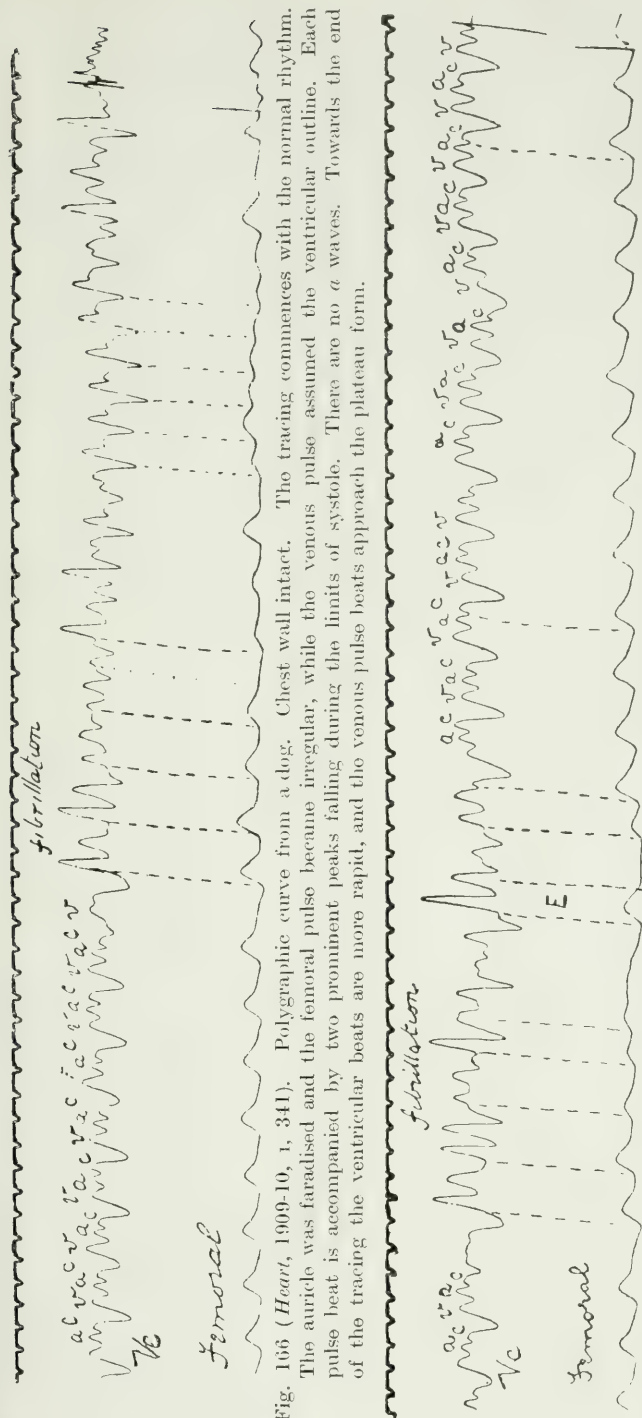 fibrillation
a c v a c v a c v a c v a c v a c v a c v
Vc
Femoral
Fig. 166 (Heart, 1909-10, 1, 341). Polygraphic curve from a dog. Chest wall intact. The tracing commences with the normal rhythm.
The auricle was faradised and the femoral pulse became irregular, while the venous pulse assumed the ventricular outline. Each
pulse beat is accompanied by two prominent peaks falling during the limits of systole. There are no a waves. Towards the end
of the tracing the ventricular beats are more rapid, and the venous pulse beats approach the plateau form.
fibrillation
a c v a c
a c v a c v a c v
a c v a v a c v a c v a c v a c v a c v
Vc
E
Femoral